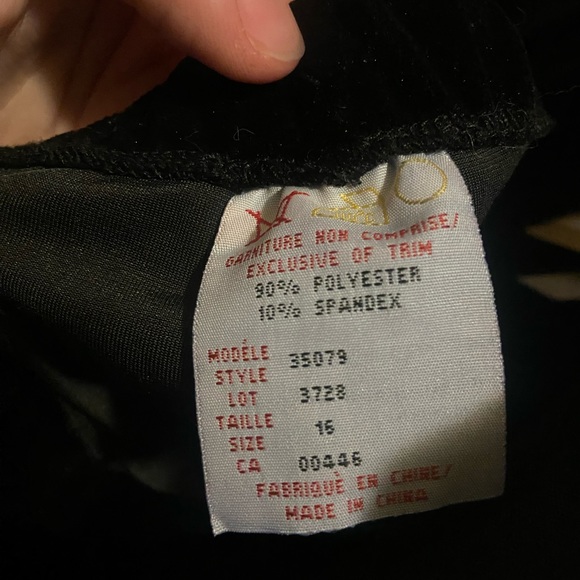 GARNITURE NON COMPRISE/
EXCLUSIVE OF TRIM
90% POLYESTER
10% SPANDEX
MODÈLE
STYLE 35079
LOT 3728
TAILLE
SIZE 16
CA 00446
FABRIQUÈ EN CHINE/
MADE IN CHINA